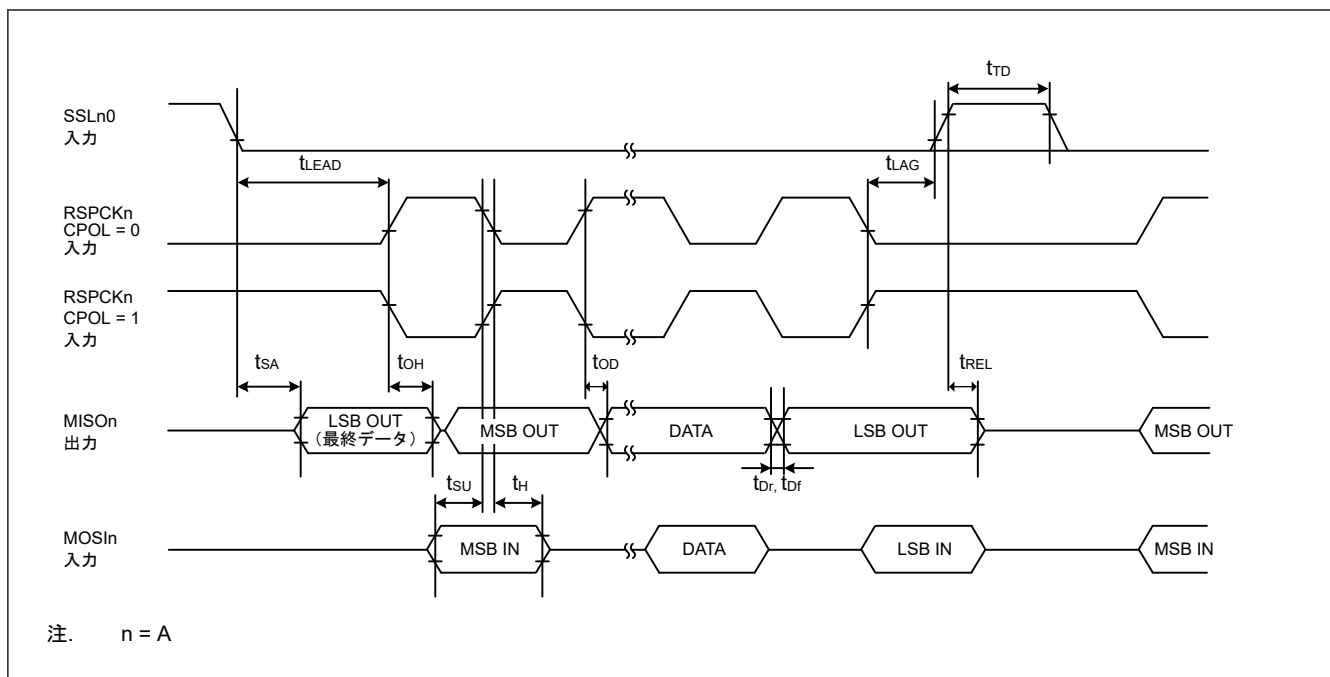 tTD
SSLn0
入力
tLEAD
tLAG
RSPCKn
CPOL = 0
入力
RSPCKn
CPOL = 1
入力
tSA
tOH
tOD
tREL
MISOn
出力
LSB OUT
(最終データ)
MSB OUT
DATA
LSB OUT
MSB OUT
tSU
tH
tDr, tDf
MOSIn
入力
MSB IN
DATA
LSB IN
MSB IN
注. n = A